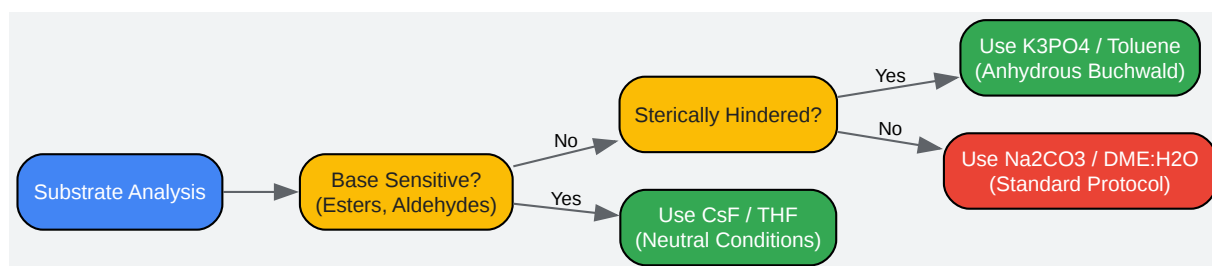 Substrate Analysis
Base Sensitive?
(Esters, Aldehydes)
No
Yes
Sterically Hindered?
Use CsF / THF
(Neutral Conditions)
Yes
No
Use K3PO4 / Toluene
(Anhydrous Buchwald)
Use Na2CO3 / DME:H2O
(Standard Protocol)